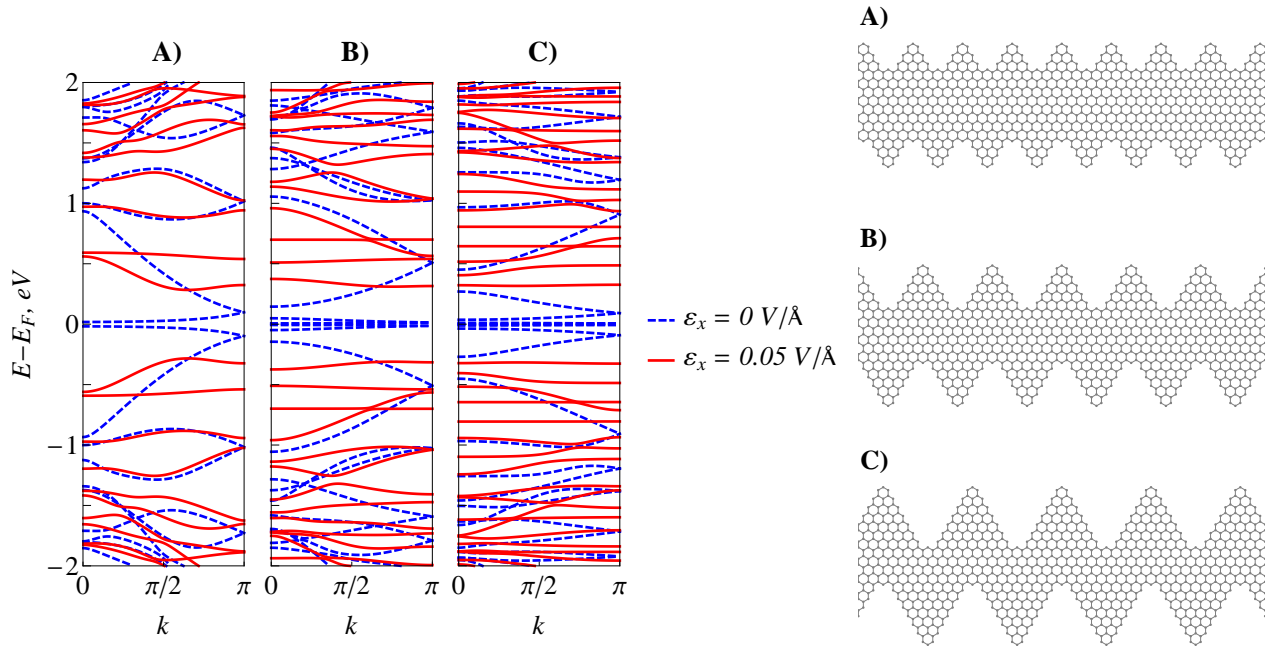 A) B) C)
2
1
0
−1
−2
E−E_F, eV
0 π/2 π 0 π/2 π 0 π/2 π
k k k
ε_x = 0 V/Å
ε_x = 0.05 V/Å
A)
B)
C)